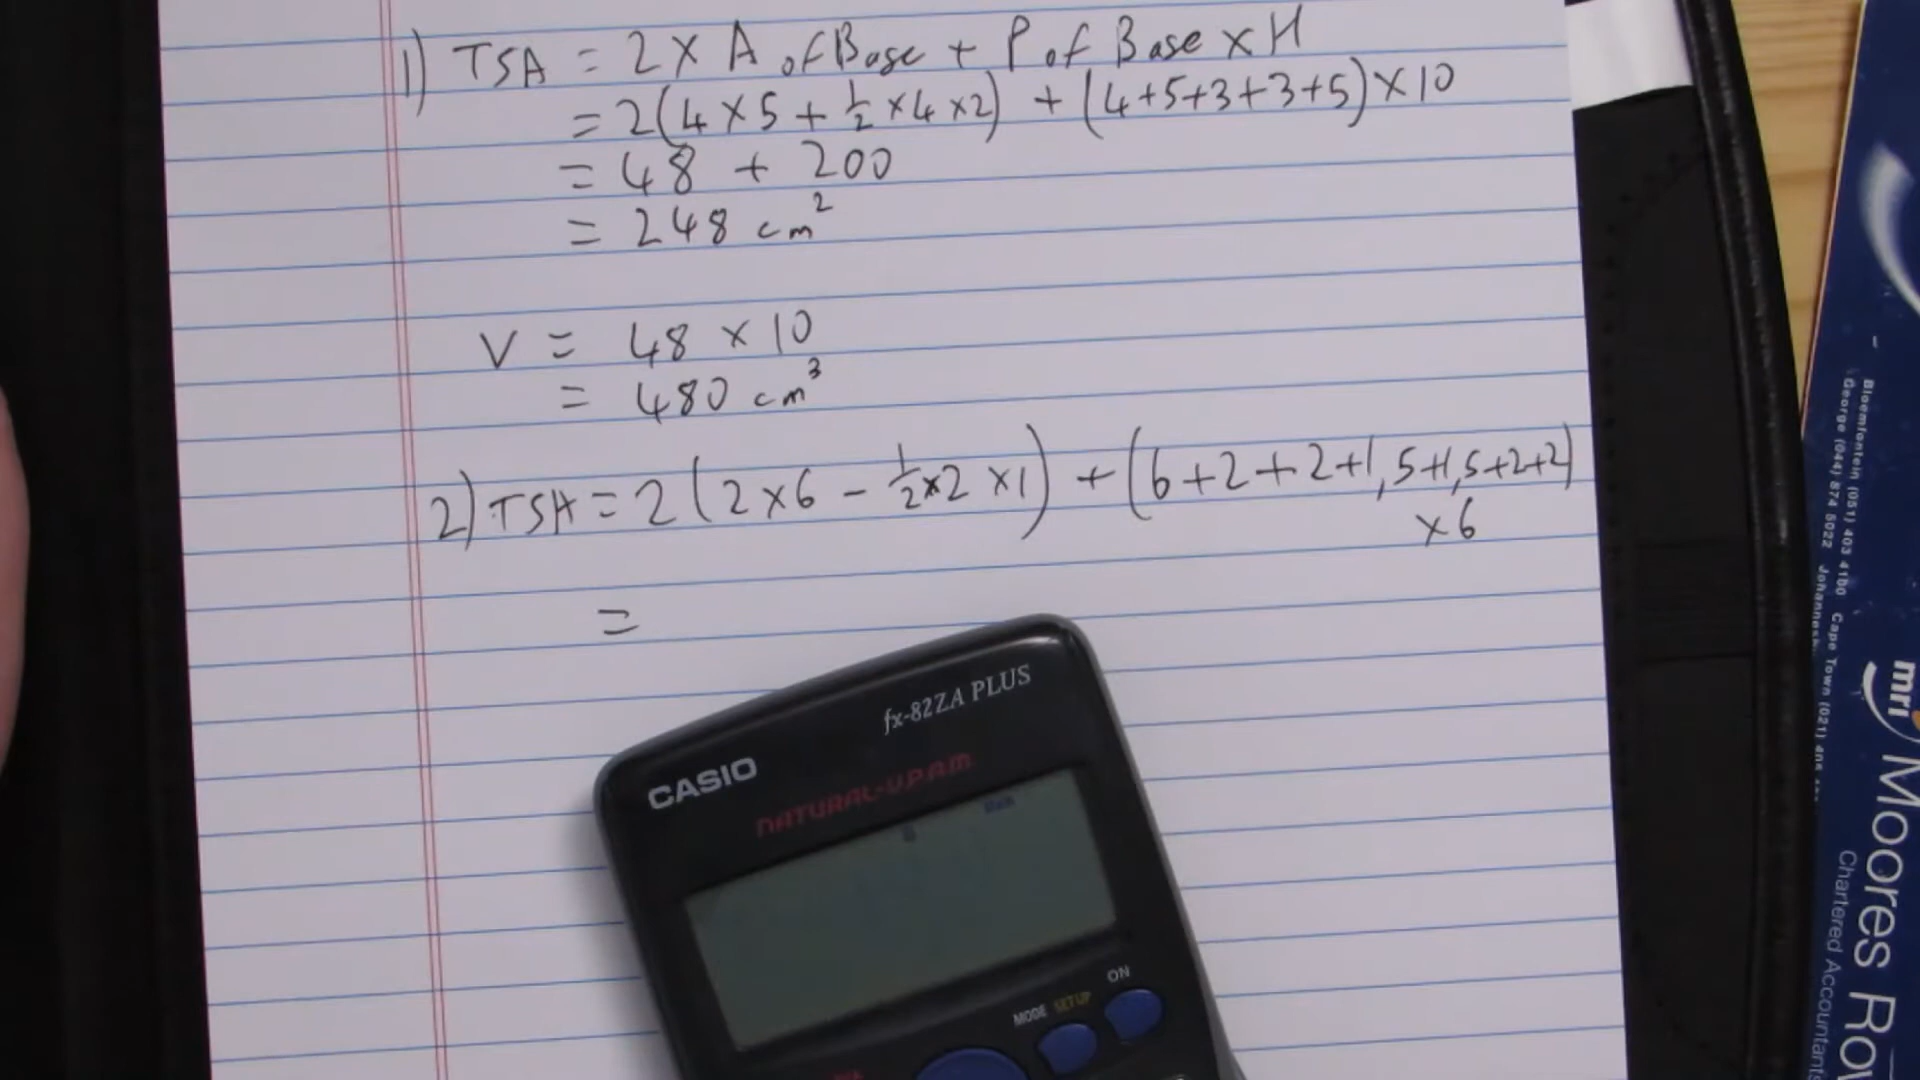 1) TSA = 2 × A of Base + P of Base × H
= 2(4 × 5 + 1/2 × 4 × 2) + (4+5+3+3+5) × 10
= 48 + 200
= 248 cm²
V = 48 × 10
= 480 cm³
2) TSA = 2(2×6 - 1/2 × 2 × 1) + (6+2+2+1,5+1,5+2+2)
× 6
=
fx-82ZA PLUS
CASIO
NATURAL-V.P.A.M.
Math
ON
MODE SETUP
Bloemfontein (051) 403 4100 Cape Town (021)
George (044) 874 5022
mri
Moores Ro
Chartered Accountants